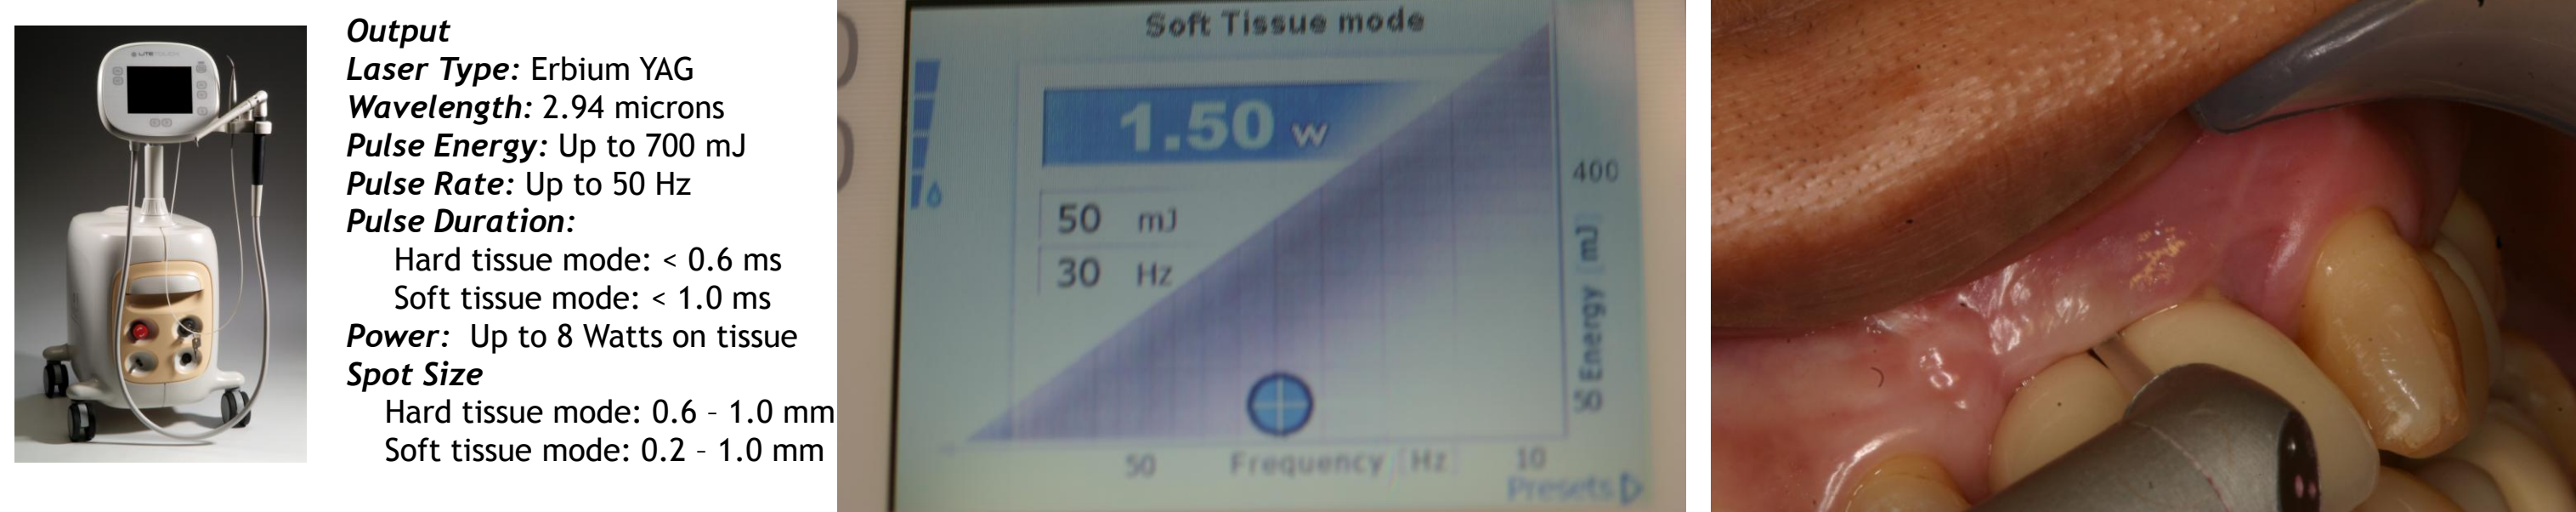 LITETOUCH
Output
Laser Type: Erbium YAG
Wavelength: 2.94 microns
Pulse Energy: Up to 700 mJ
Pulse Rate: Up to 50 Hz
Pulse Duration:
Hard tissue mode: < 0.6 ms
Soft tissue mode: < 1.0 ms
Power: Up to 8 Watts on tissue
Spot Size
Hard tissue mode: 0.6 – 1.0 mm
Soft tissue mode: 0.2 – 1.0 mm
Soft Tissue mode
1.50 w
50 mJ
30 Hz
400
Energy [mJ]
50
50 Frequency [Hz] 10
Presets